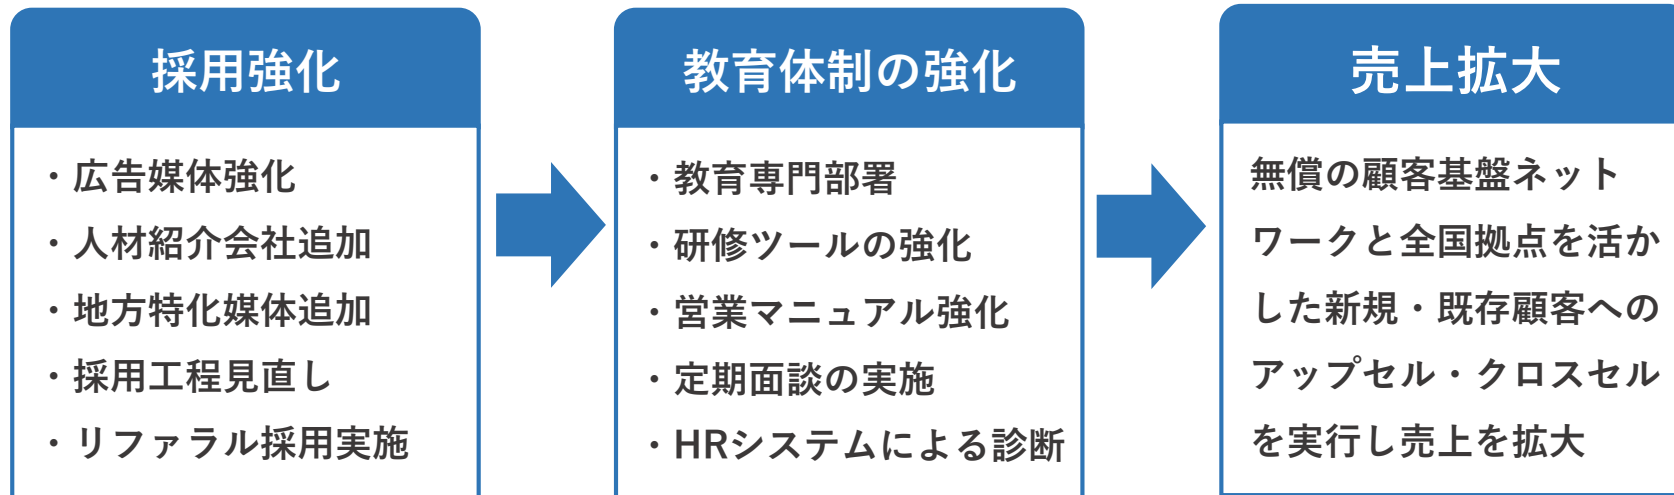 採用強化
・広告媒体強化
・人材紹介会社追加
・地方特化媒体追加
・採用工程見直し
・リファラル採用実施
教育体制の強化
・教育専門部署
・研修ツールの強化
・営業マニュアル強化
・定期面談の実施
・HRシステムによる診断
売上拡大
無償の顧客基盤ネット
ワークと全国拠点を活か
した新規・既存顧客への
アップセル・クロスセル
を実行し売上を拡大